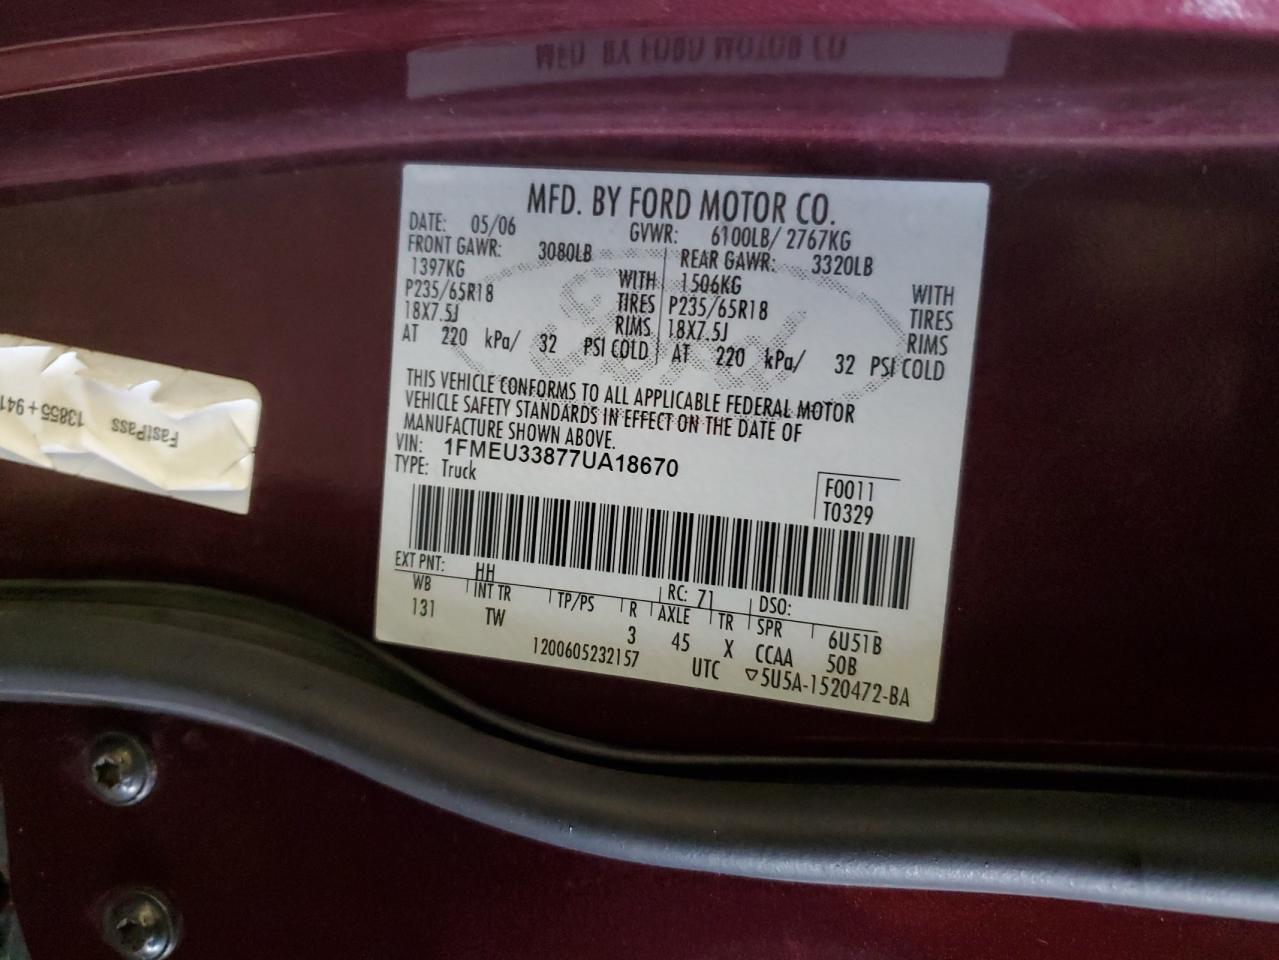 MFD. BY FORD MOTOR CO
MFD. BY FORD MOTOR CO.
DATE: 05/06 GVWR: 6100LB/ 2767KG
FRONT GAWR: 3080LB REAR GAWR: 3320LB
1397KG WITH 1506KG WITH
P235/65R18 TIRES P235/65R18 TIRES
18X7.5J RIMS 18X7.5J RIMS
AT 220 kPa/ 32 PSI COLD AT 220 kPa/ 32 PSI COLD
THIS VEHICLE CONFORMS TO ALL APPLICABLE FEDERAL MOTOR
VEHICLE SAFETY STANDARDS IN EFFECT ON THE DATE OF
MANUFACTURE SHOWN ABOVE.
VIN: 1FMEU33877UA18670
TYPE: Truck
F0011
T0329
EXT PNT: HH RC: 71 DSO:
WB INT TR TP/PS R AXLE TR SPR 6U51B
131 TW 3 45 X CCAA 50B
1200605232157 UTC ▽5U5A-1520472-BA
FastPass
13855+941